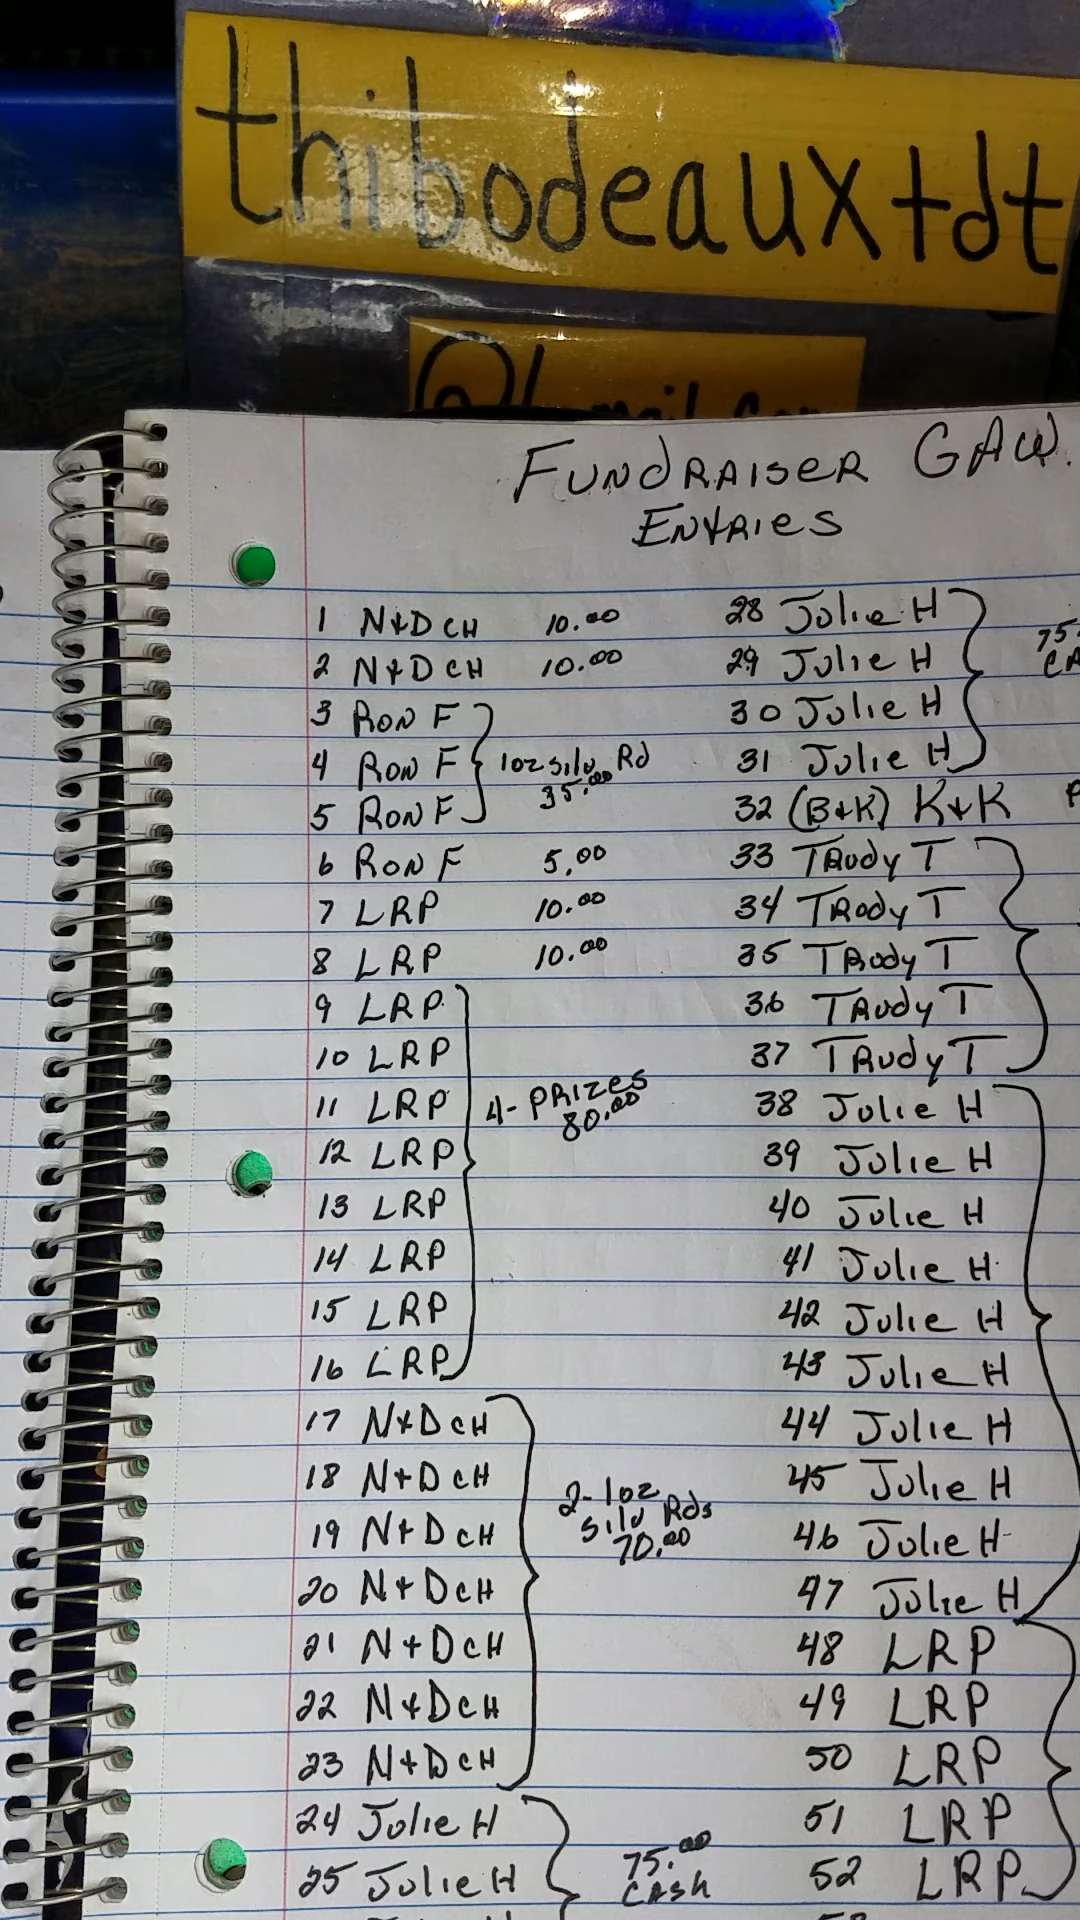 thibodeauxtdt
@hmail.com
FUNDRAISER GAW.
ENTRIES
1 N+D CH 10.00
2 N+D CH 10.00
3 RON F
4 RON F 1oz silv Rd
35.00
5 RON F
6 RON F 5.00
7 LRP 10.00
8 LRP 10.00
9 LRP
10 LRP
11 LRP 4- PRIZES
80.00
12 LRP
13 LRP
14 LRP
15 LRP
16 LRP
17 N+D CH
18 N+D CH
19 N+D CH
2-1oz
silv Rds
70.00
20 N+D CH
21 N+D CH
22 N+D CH
23 N+D CH
24 Julie H
25 Julie H
75.00
CASH
28 Julie H
29 Julie H
75
CA
30 Julie H
31 Julie H
32 (B+K) K+K P
33 TRudy T
34 TRudy T
35 TRudy T
36 TRudy T
37 TRudy T
38 Julie H
39 Julie H
40 Julie H
41 Julie H
42 Julie H
43 Julie H
44 Julie H
45 Julie H
46 Julie H
47 Julie H
48 LRP
49 LRP
50 LRP
51 LRP
52 LRP